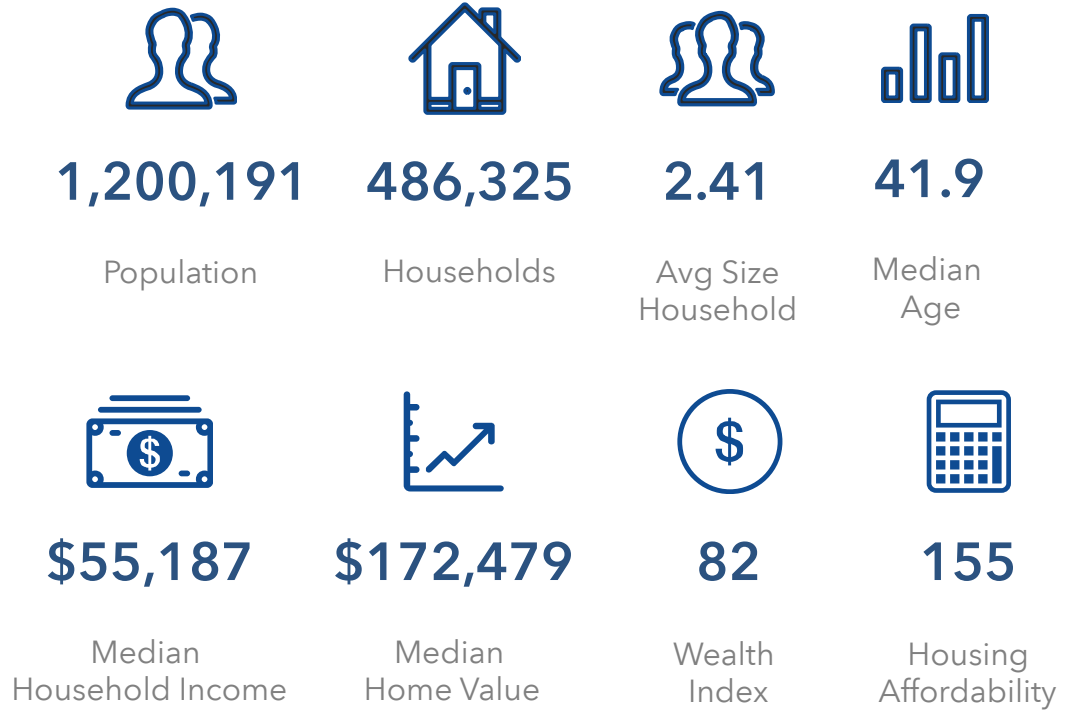 1,200,191
486,325
2.41
41.9
Population
Households
Avg Size
Household
Median
Age
$
$
$55,187
$172,479
82
155
Median
Household Income
Median
Home Value
Wealth
Index
Housing
Affordability